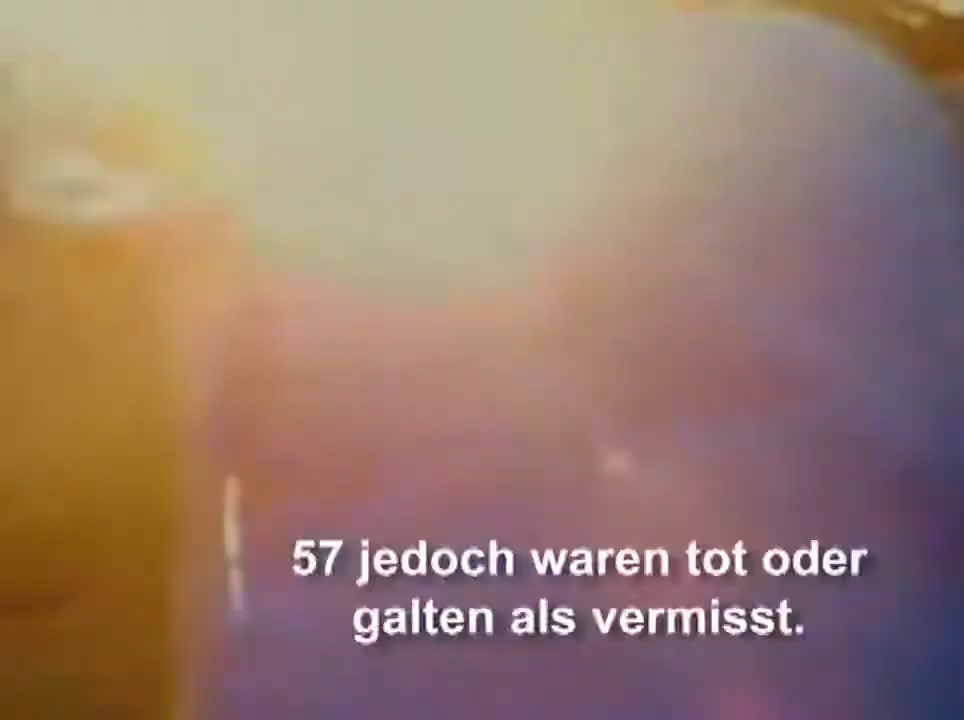 57 jedoch waren tot oder
galten als vermisst.